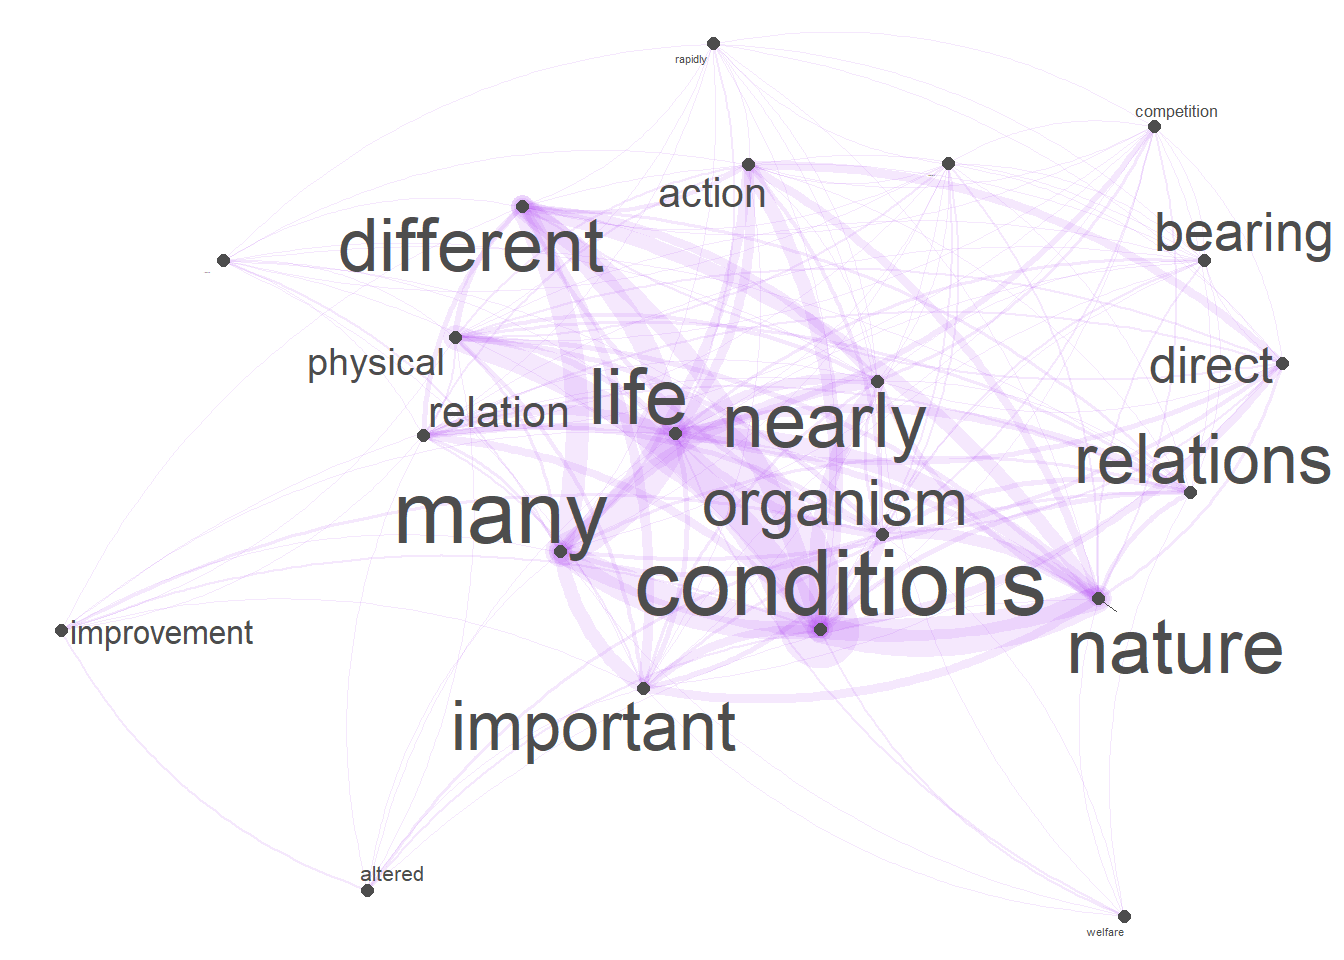 rapidly
competition
action
bearing
different
physical
direct
life
relation
nearly
relations
many
organism
conditions
improvement
nature
important
altered
welfare